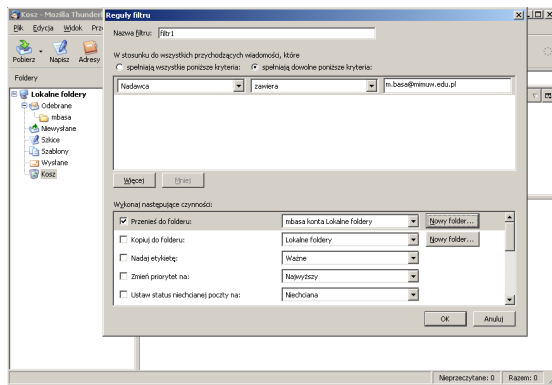 Kosz - Mozilla Thunderb
Plik Edycja Widok Prze
Pobierz Napisz Adresy
Foldery
Lokalne foldery
Odebrane
mbasa
Niewysłane
Szkice
Szablony
Wysłane
Kosz
Reguły filtru
Nazwa filtru: filtr1
W stosunku do wszystkich przychodzących wiadomości, które
spełniają wszystkie poniższe kryteria: spełniają dowolne poniższe kryteria:
Nadawca zawiera m.basa@mimuw.edu.pl
Więcej Mniej
Wykonaj następujące czynności:
Przenieś do folderu: mbasa konta Lokalne foldery Nowy folder...
Kopiuj do folderu: Lokalne foldery Nowy folder...
Nadaj etykietę: Ważne
Zmień priorytet na: Najwyższy
Ustaw status niechcianej poczty na: Niechciana
OK Anuluj
Nieprzeczytane: 0 Razem: 0